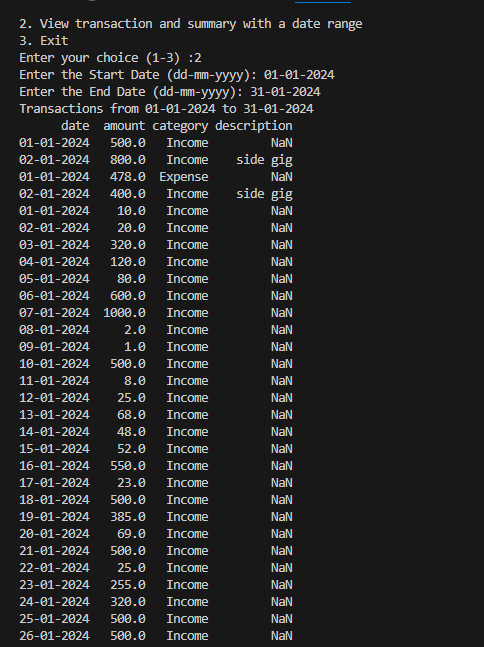 2. View transaction and summary with a date range
3. Exit
Enter your choice (1-3) :2
Enter the Start Date (dd-mm-yyyy): 01-01-2024
Enter the End Date (dd-mm-yyyy): 31-01-2024
Transactions from 01-01-2024 to 31-01-2024
date amount category description
01-01-2024 500.0 Income NaN
02-01-2024 800.0 Income side gig
01-01-2024 478.0 Expense NaN
02-01-2024 400.0 Income side gig
01-01-2024 10.0 Income NaN
02-01-2024 20.0 Income NaN
03-01-2024 320.0 Income NaN
04-01-2024 120.0 Income NaN
05-01-2024 80.0 Income NaN
06-01-2024 600.0 Income NaN
07-01-2024 1000.0 Income NaN
08-01-2024 2.0 Income NaN
09-01-2024 1.0 Income NaN
10-01-2024 500.0 Income NaN
11-01-2024 8.0 Income NaN
12-01-2024 25.0 Income NaN
13-01-2024 68.0 Income NaN
14-01-2024 48.0 Income NaN
15-01-2024 52.0 Income NaN
16-01-2024 550.0 Income NaN
17-01-2024 23.0 Income NaN
18-01-2024 500.0 Income NaN
19-01-2024 385.0 Income NaN
20-01-2024 69.0 Income NaN
21-01-2024 500.0 Income NaN
22-01-2024 25.0 Income NaN
23-01-2024 255.0 Income NaN
24-01-2024 320.0 Income NaN
25-01-2024 500.0 Income NaN
26-01-2024 500.0 Income NaN